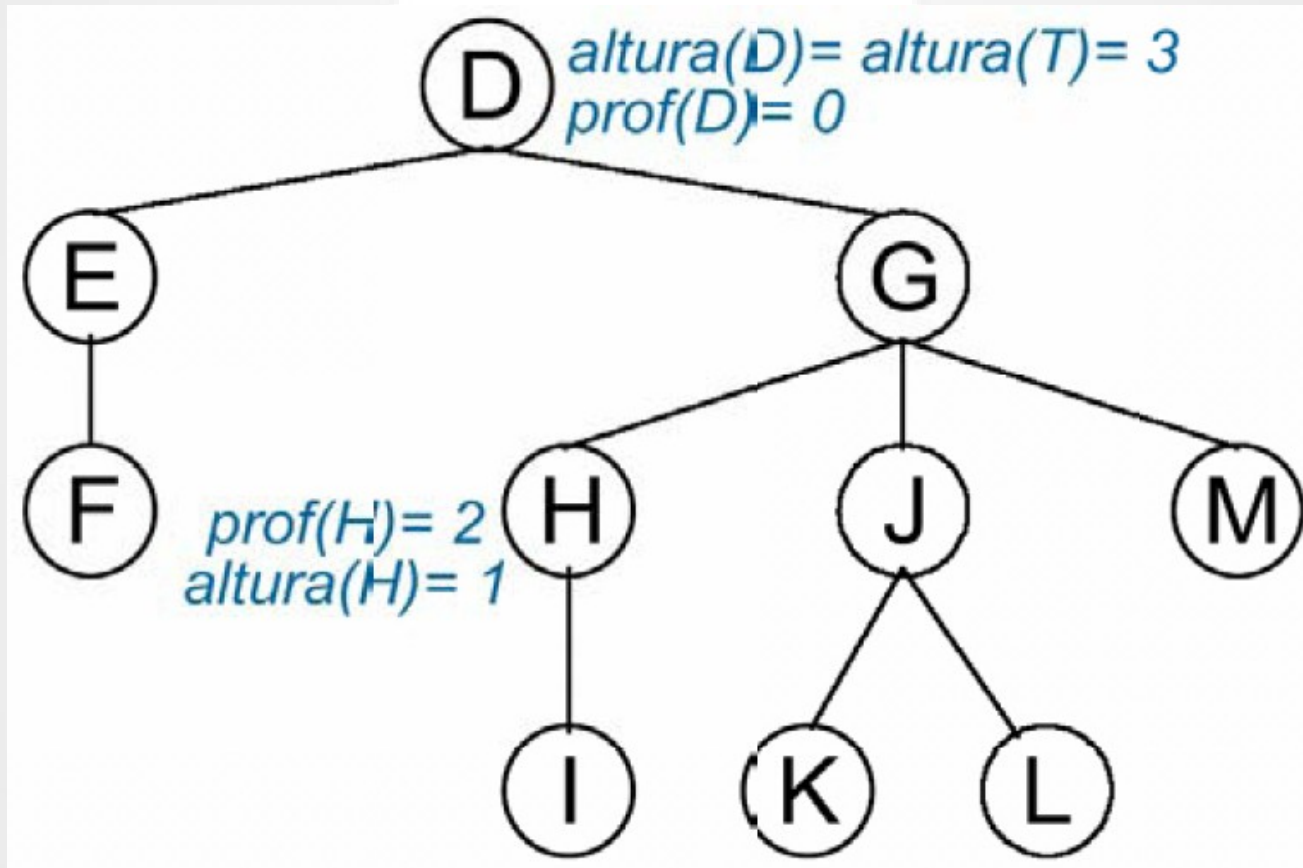 D
altura(D)= altura(T)= 3
prof(D)= 0
E
G
F
prof(H)= 2
altura(H)= 1
H
J
M
I
K
L